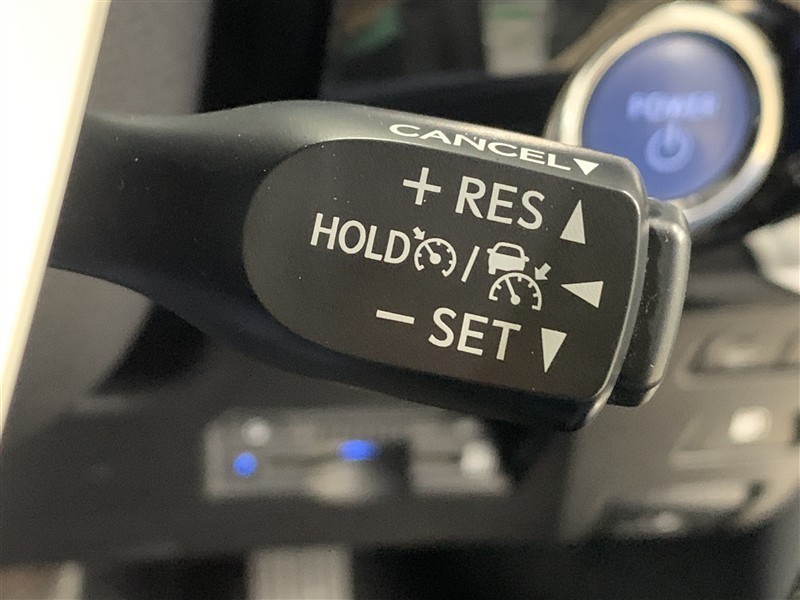 CANCEL▼
+ RES ▲
HOLD / ◀
− SET ▼
POWER